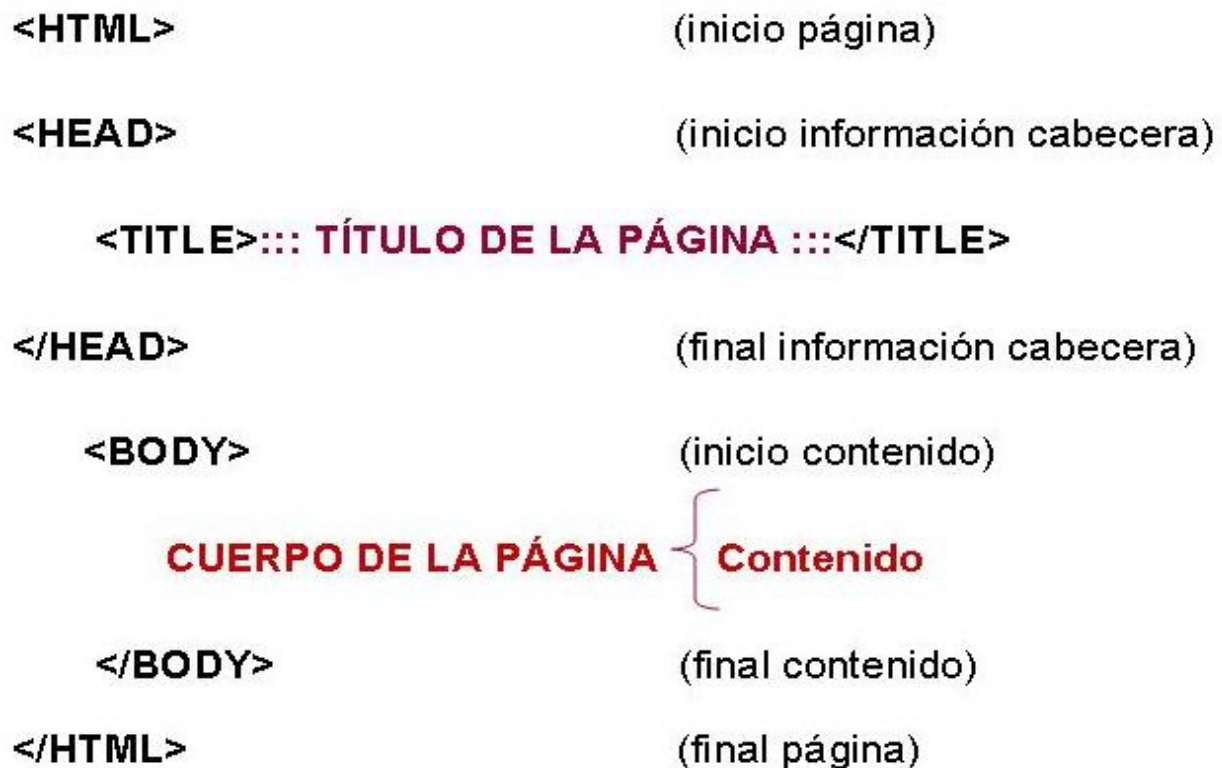 <HTML> (inicio página)
<HEAD> (inicio información cabecera)
<TITLE>::: TÍTULO DE LA PÁGINA :::</TITLE>
</HEAD> (final información cabecera)
<BODY> (inicio contenido)
CUERPO DE LA PÁGINA Contenido
</BODY> (final contenido)
</HTML> (final página)